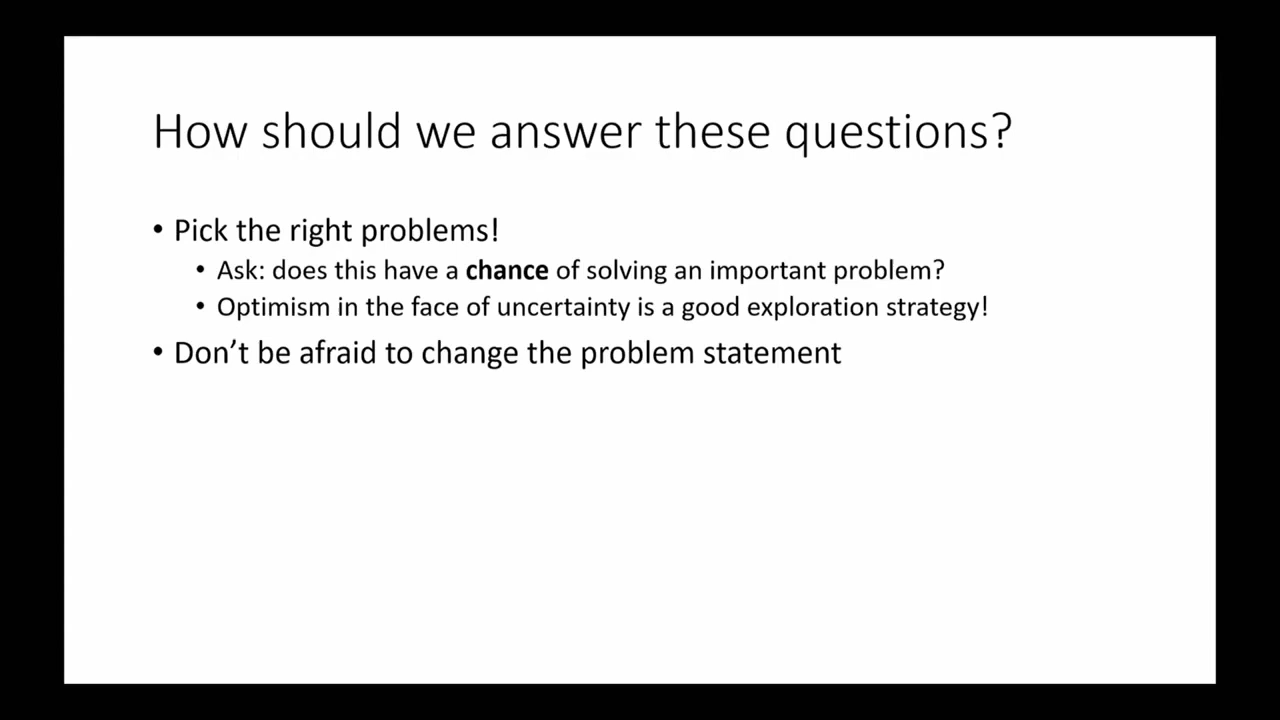 How should we answer these questions?
• Pick the right problems!
• Ask: does this have a chance of solving an important problem?
• Optimism in the face of uncertainty is a good exploration strategy!
• Don’t be afraid to change the problem statement